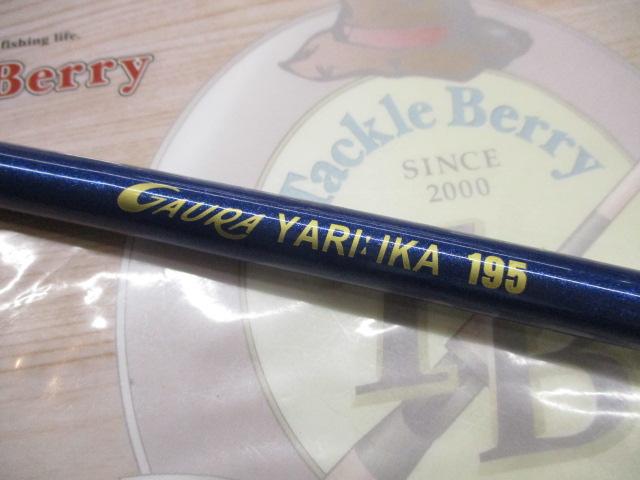 fishing life.
Berry
Tackle Berry
SINCE
2000
GAURA YARI IKA 195